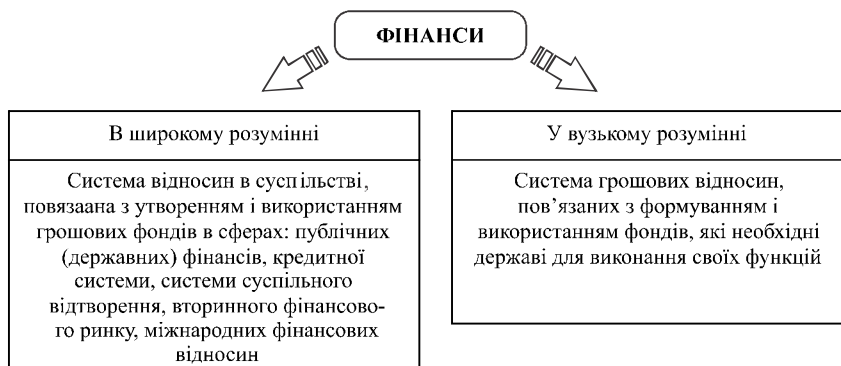 ФІНАНСИ
В широкому розумінні
Система відносин в суспільстві,
повязаана з утворенням і використанням
грошових фондів в сферах: публічних
(державних) фінансів, кредитної
системи, системи суспільного
відтворення, вторинного фінансово-
го ринку, міжнародних фінансових
відносин
У вузькому розумінні
Система грошових відносин,
пов’язаних з формуванням і
використанням фондів, які необхідні
державі для виконання своїх функцій